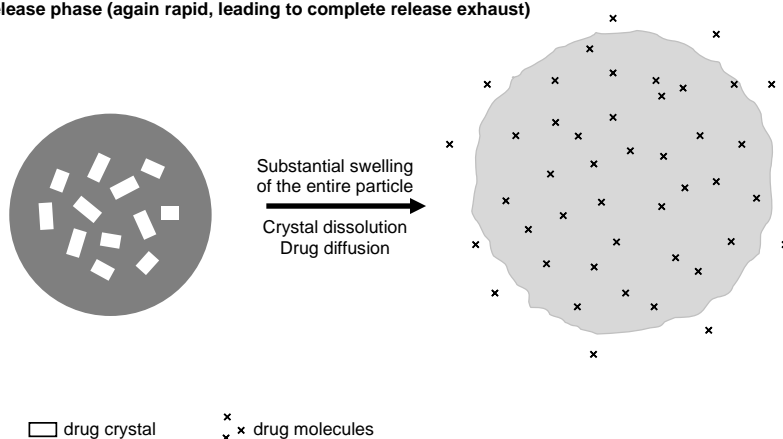 phase (again rapid, leading to complete release exhaust)
Substantial swelling
of the entire particle
Crystal dissolution
Drug diffusion
drug crystal
drug molecules